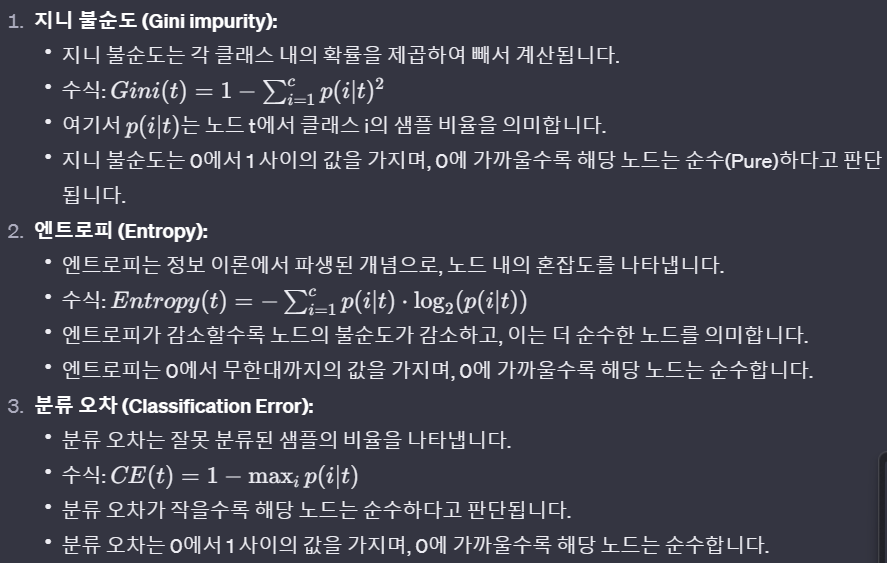 1. 지니 불순도 (Gini impurity):
• 지니 불순도는 각 클래스 내의 확률을 제곱하여 빼서 계산됩니다.
• 수식: Gini(t) = 1 − ∑ᶜᵢ₌₁ p(i|t)²
• 여기서 p(i|t)는 노드 t에서 클래스 i의 샘플 비율을 의미합니다.
• 지니 불순도는 0에서 1 사이의 값을 가지며, 0에 가까울수록 해당 노드는 순수(Pure)하다고 판단
됩니다.
2. 엔트로피 (Entropy):
• 엔트로피는 정보 이론에서 파생된 개념으로, 노드 내의 혼잡도를 나타냅니다.
• 수식: Entropy(t) = − ∑ᶜᵢ₌₁ p(i|t) · log₂(p(i|t))
• 엔트로피가 감소할수록 노드의 불순도가 감소하고, 이는 더 순수한 노드를 의미합니다.
• 엔트로피는 0에서 무한대까지의 값을 가지며, 0에 가까울수록 해당 노드는 순수합니다.
3. 분류 오차 (Classification Error):
• 분류 오차는 잘못 분류된 샘플의 비율을 나타냅니다.
• 수식: CE(t) = 1 − maxᵢ p(i|t)
• 분류 오차가 작을수록 해당 노드는 순수하다고 판단됩니다.
• 분류 오차는 0에서 1 사이의 값을 가지며, 0에 가까울수록 해당 노드는 순수합니다.